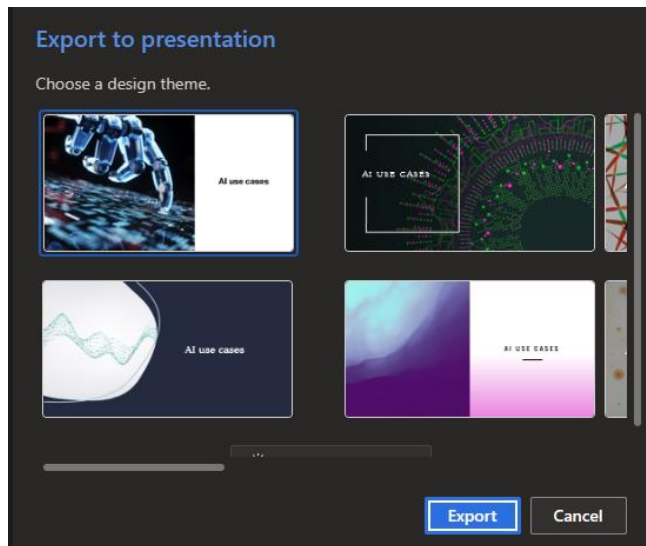 Export to presentation
Choose a design theme.
AI use cases
AI USE CASES
AI use cases
AI USE CASES
Export
Cancel